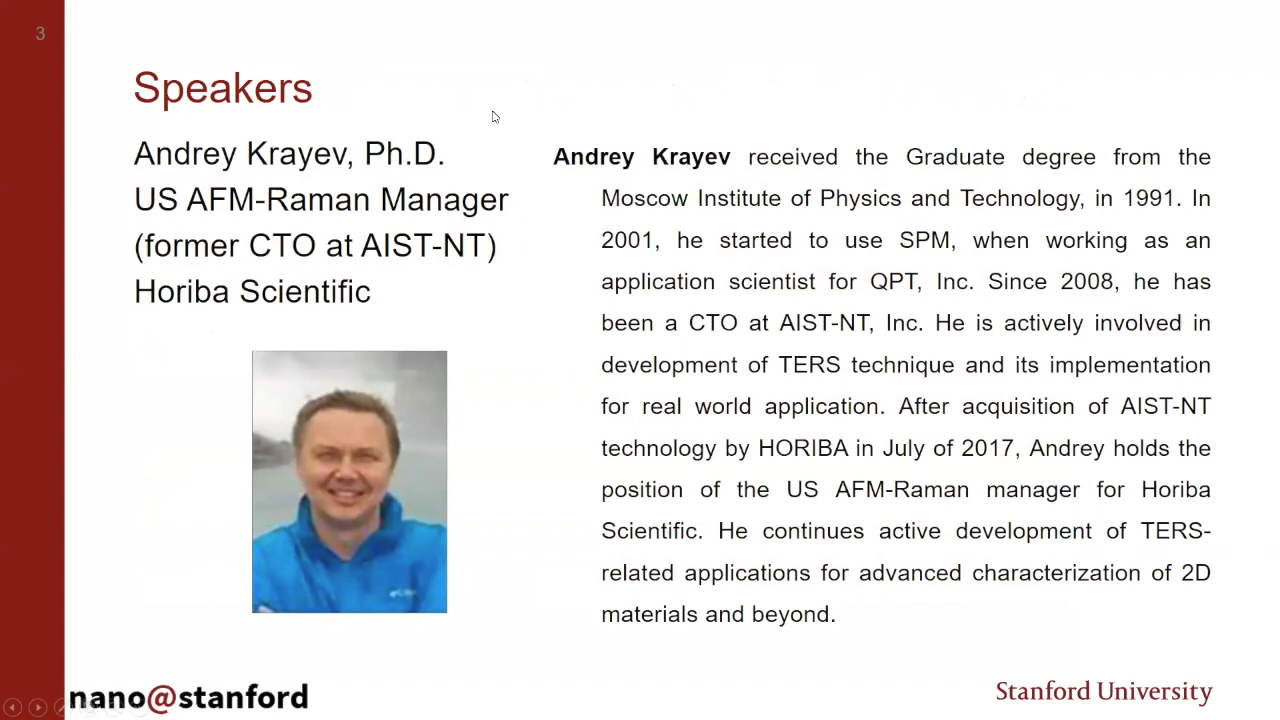 3
Speakers
Andrey Krayev, Ph.D.
US AFM-Raman Manager
(former CTO at AIST-NT)
Horiba Scientific
Andrey Krayev received the Graduate degree from the
Moscow Institute of Physics and Technology, in 1991. In
2001, he started to use SPM, when working as an
application scientist for QPT, Inc. Since 2008, he has
been a CTO at AIST-NT, Inc. He is actively involved in
development of TERS technique and its implementation
for real world application. After acquisition of AIST-NT
technology by HORIBA in July of 2017, Andrey holds the
position of the US AFM-Raman manager for Horiba
Scientific. He continues active development of TERS-
related applications for advanced characterization of 2D
materials and beyond.
nano@stanford
Stanford University